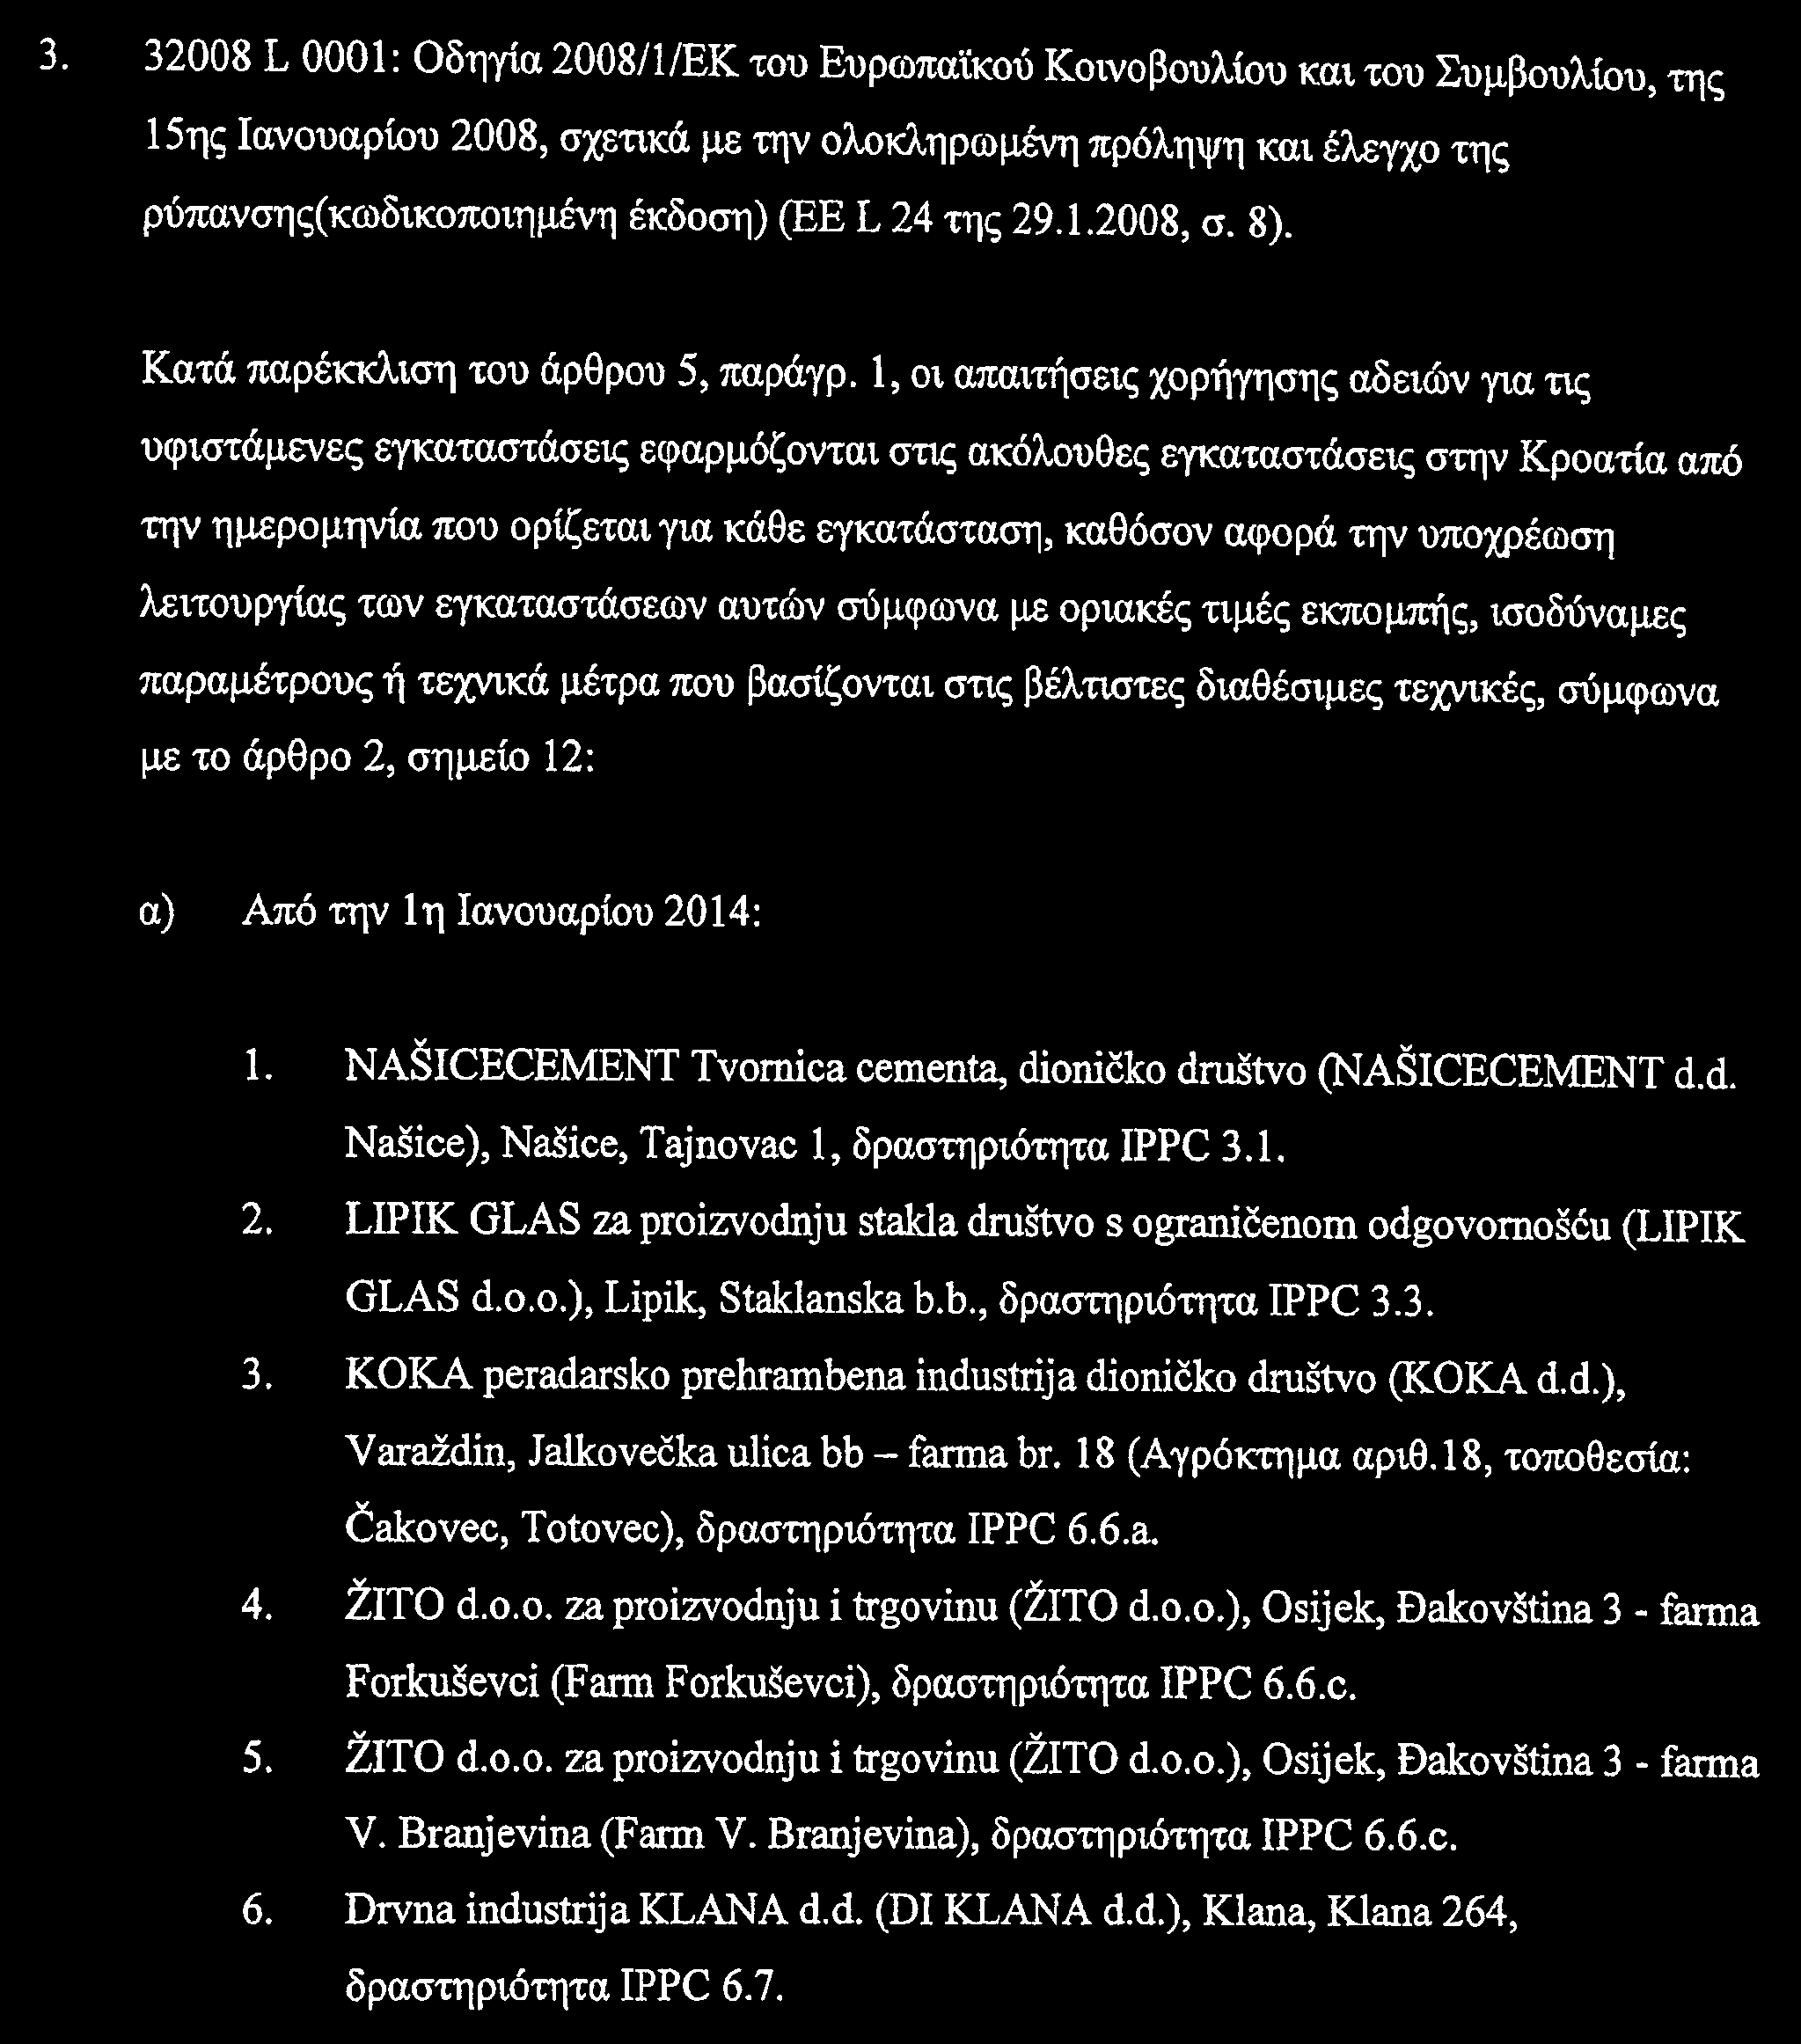 3. 32008 L 0001: Οδηγία 2008/1/ΕΚ του Ευρωπαϊκού Κοινοβουλίου και του Συμβουλίου, της
15ης Ιανουαρίου 2008, σχετικά με την ολοκληρωμένη πρόληψη και έλεγχο της
ρύπανσης(κωδικοποιημένη έκδοση) (ΕΕ L 24 της 29.1.2008, σ. 8).
Κατά παρέκκλιση του άρθρου 5, παράγρ. 1, οι απαιτήσεις χορήγησης αδειών για τις
υφιστάμενες εγκαταστάσεις εφαρμόζονται στις ακόλουθες εγκαταστάσεις στην Κροατία από
την ημερομηνία που ορίζεται για κάθε εγκατάσταση, καθόσον αφορά την υποχρέωση
λειτουργίας των εγκαταστάσεων αυτών σύμφωνα με οριακές τιμές εκπομπής, ισοδύναμες
παραμέτρους ή τεχνικά μέτρα που βασίζονται στις βέλτιστες διαθέσιμες τεχνικές, σύμφωνα
με το άρθρο 2, σημείο 12:
α) Από την 1η Ιανουαρίου 2014:
1. NAŠICECEMENT Tvornica cementa, dioničko društvo (NAŠICECEMENT d.d.
Našice), Našice, Tajnovac 1, δραστηριότητα IPPC 3.1.
2. LIPIK GLAS za proizvodnju stakla društvo s ograničenom odgovornošću (LIPIK
GLAS d.o.o.), Lipik, Staklanska b.b., δραστηριότητα IPPC 3.3.
3. KOKA peradarsko prehrambena industrija dioničko društvo (KOKA d.d.),
Varaždin, Jalkovečka ulica bb – farma br. 18 (Αγρόκτημα αριθ.18, τοποθεσία:
Čakovec, Totovec), δραστηριότητα IPPC 6.6.a.
4. ŽITO d.o.o. za proizvodnju i trgovinu (ŽITO d.o.o.), Osijek, Đakovština 3 - farma
Forkuševci (Farm Forkuševci), δραστηριότητα IPPC 6.6.c.
5. ŽITO d.o.o. za proizvodnju i trgovinu (ŽITO d.o.o.), Osijek, Đakovština 3 - farma
V. Branjevina (Farm V. Branjevina), δραστηριότητα IPPC 6.6.c.
6. Drvna industrija KLANA d.d. (DI KLANA d.d.), Klana, Klana 264,
δραστηριότητα IPPC 6.7.